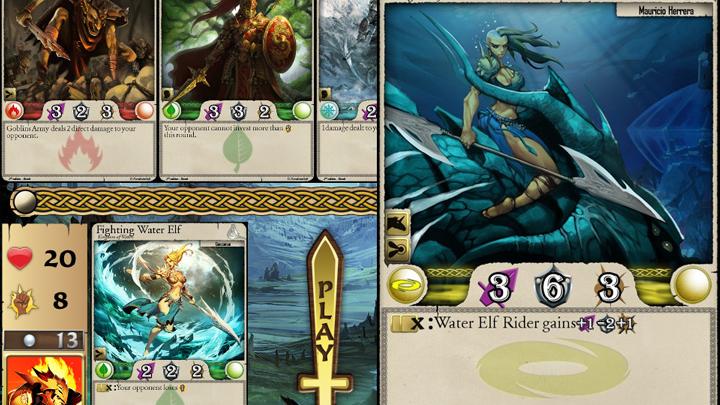 Mauricio Herrera
3 2 3
3 3 2
2
Goblins Army deals 2 direct damage to your
opponent.
Your opponent cannot invest more than
this round.
1 damage dealt to y
Fighting Water Elf
20
8
13
PLAY
2 2 2
x :Your opponent loses
3 6 3
x :Water Elf Rider gains +1 -2 +1